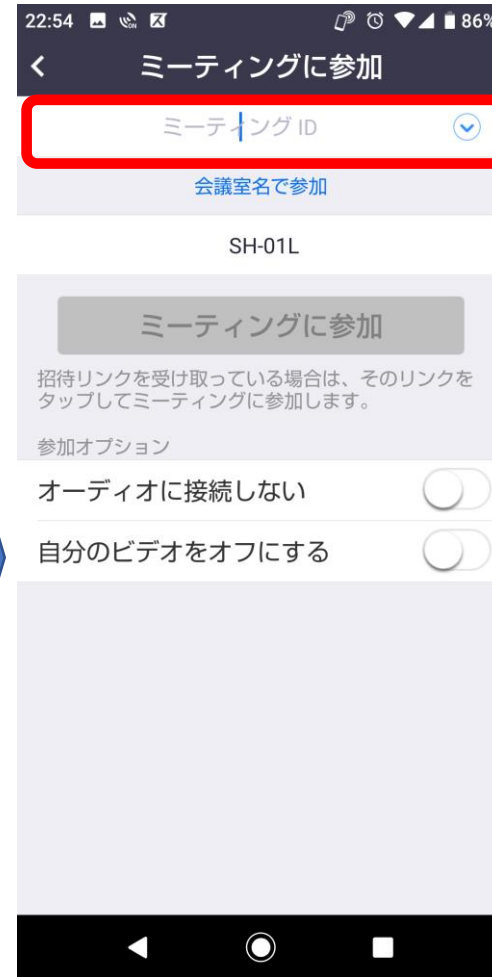 22:54 86%
ミーティングに参加
ミーティング ID
会議室名で参加
SH-01L
ミーティングに参加
招待リンクを受け取っている場合は、そのリンクを
タップしてミーティングに参加します。
参加オプション
オーディオに接続しない
自分のビデオをオフにする